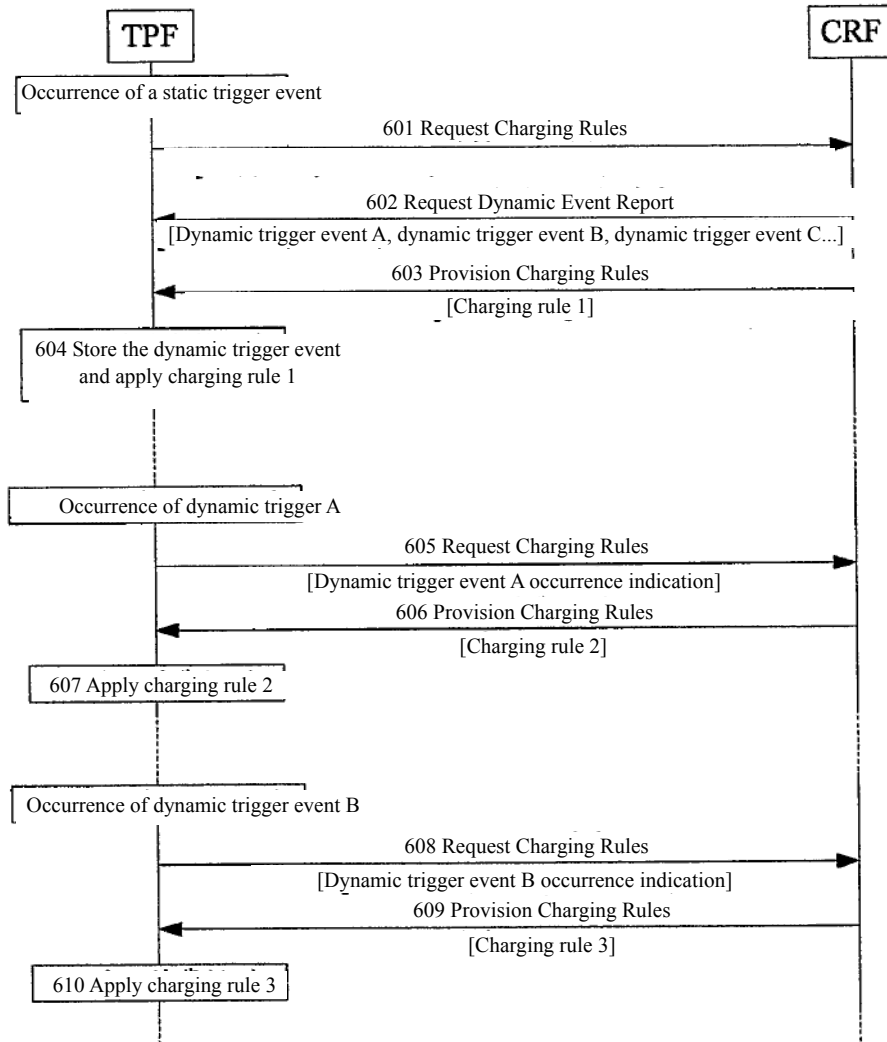 TPF
CRF
Occurrence of a static trigger event
601 Request Charging Rules
602 Request Dynamic Event Report
[Dynamic trigger event A, dynamic trigger event B, dynamic trigger event C...]
603 Provision Charging Rules
[Charging rule 1]
604 Store the dynamic trigger event
and apply charging rule 1
Occurrence of dynamic trigger A
605 Request Charging Rules
[Dynamic trigger event A occurrence indication]
606 Provision Charging Rules
[Charging rule 2]
607 Apply charging rule 2
Occurrence of dynamic trigger event B
608 Request Charging Rules
[Dynamic trigger event B occurrence indication]
609 Provision Charging Rules
[Charging rule 3]
610 Apply charging rule 3